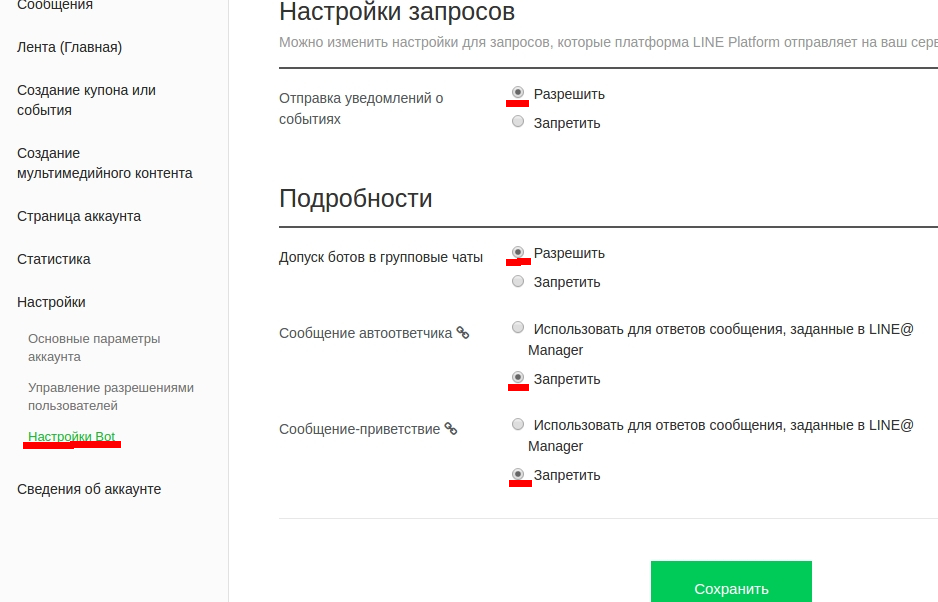 Сообщения
Лента (Главная)
Создание купона или
события
Создание
мультимедийного контента
Страница аккаунта
Статистика
Настройки
Основные параметры
аккаунта
Управление разрешениями
пользователей
Настройки Bot
Сведения об аккаунте
Настройки запросов
Можно изменить настройки для запросов, которые платформа LINE Platform отправляет на ваш
Отправка уведомлений о
событиях
Разрешить
Запретить
Подробности
Допуск ботов в групповые чаты
Разрешить
Запретить
Сообщение автоответчика
Использовать для ответов сообщения, заданные в LINE@
Manager
Запретить
Сообщение-приветствие
Использовать для ответов сообщения, заданные в LINE@
Manager
Запретить
Сохранить